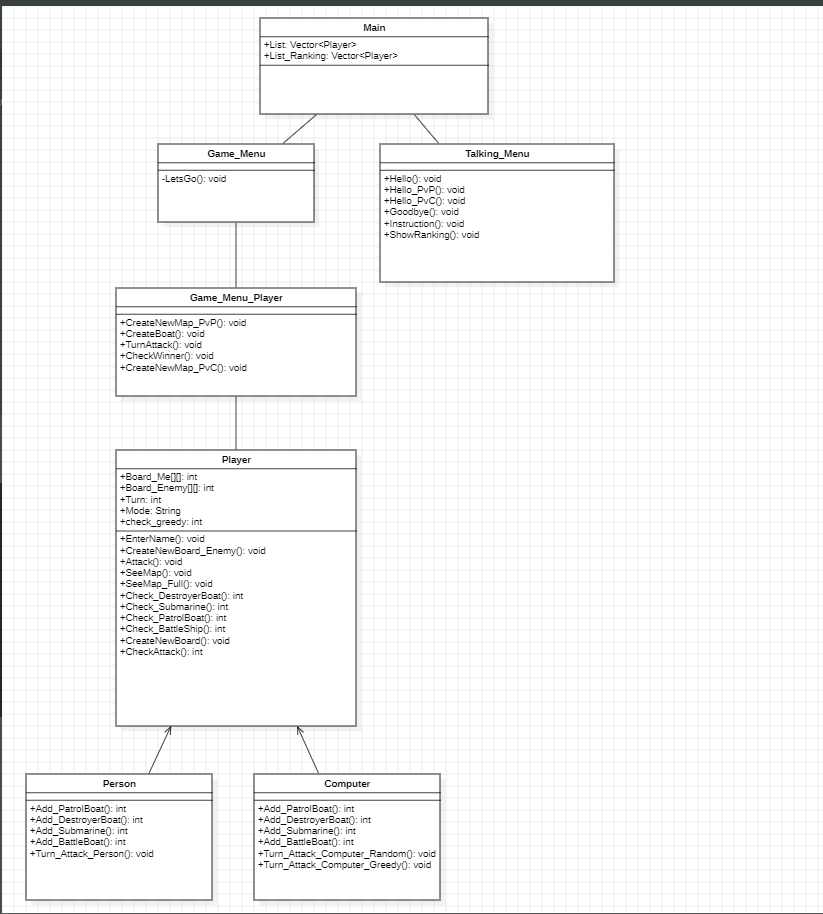 Main
+List: Vector<Player>
+List_Ranking: Vector<Player>
Game_Menu
-LetsGo(): void
Talking_Menu
+Hello(): void
+Hello_PvP(): void
+Hello_PvC(): void
+Goodbye(): void
+Instruction(): void
+ShowRanking(): void
Game_Menu_Player
+CreateNewMap_PvP(): void
+CreateBoat(): void
+TurnAttack(): void
+CheckWinner(): void
+CreateNewMap_PvC(): void
Player
+Board_Me[][]: int
+Board_Enemy[][]: int
+Turn: int
+Mode: String
+check_greedy: int
+EnterName(): void
+CreateNewBoard_Enemy(): void
+Attack(): void
+SeeMap(): void
+SeeMap_Full(): void
+Check_DestroyerBoat(): int
+Check_Submarine(): int
+Check_PatrolBoat(): int
+Check_BattleShip(): int
+CreateNewBoard(): void
+CheckAttack(): int
Person
+Add_PatrolBoat(): int
+Add_DestroyerBoat(): int
+Add_Submarine(): int
+Add_BattleBoat(): int
+Turn_Attack_Person(): void
Computer
+Add_PatrolBoat(): int
+Add_DestroyerBoat(): int
+Add_Submarine(): int
+Add_BattleBoat(): int
+Turn_Attack_Computer_Random(): void
+Turn_Attack_Computer_Greedy(): void